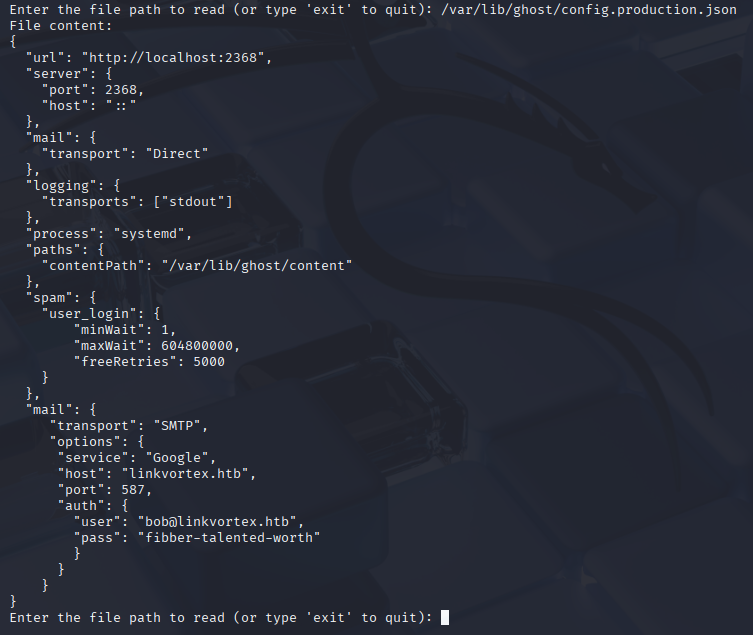 Enter the file path to read (or type 'exit' to quit): /var/lib/ghost/config.production.json
File content:
{
  "url": "http://localhost:2368",
  "server": {
    "port": 2368,
    "host": "::"
  },
  "mail": {
    "transport": "Direct"
  },
  "logging": {
    "transports": ["stdout"]
  },
  "process": "systemd",
  "paths": {
    "contentPath": "/var/lib/ghost/content"
  },
  "spam": {
    "user_login": {
        "minWait": 1,
        "maxWait": 604800000,
        "freeRetries": 5000
    }
  },
  "mail": {
     "transport": "SMTP",
     "options": {
      "service": "Google",
      "host": "linkvortex.htb",
      "port": 587,
      "auth": {
        "user": "bob@linkvortex.htb",
        "pass": "fibber-talented-worth"
        }
      }
    }
}
Enter the file path to read (or type 'exit' to quit):